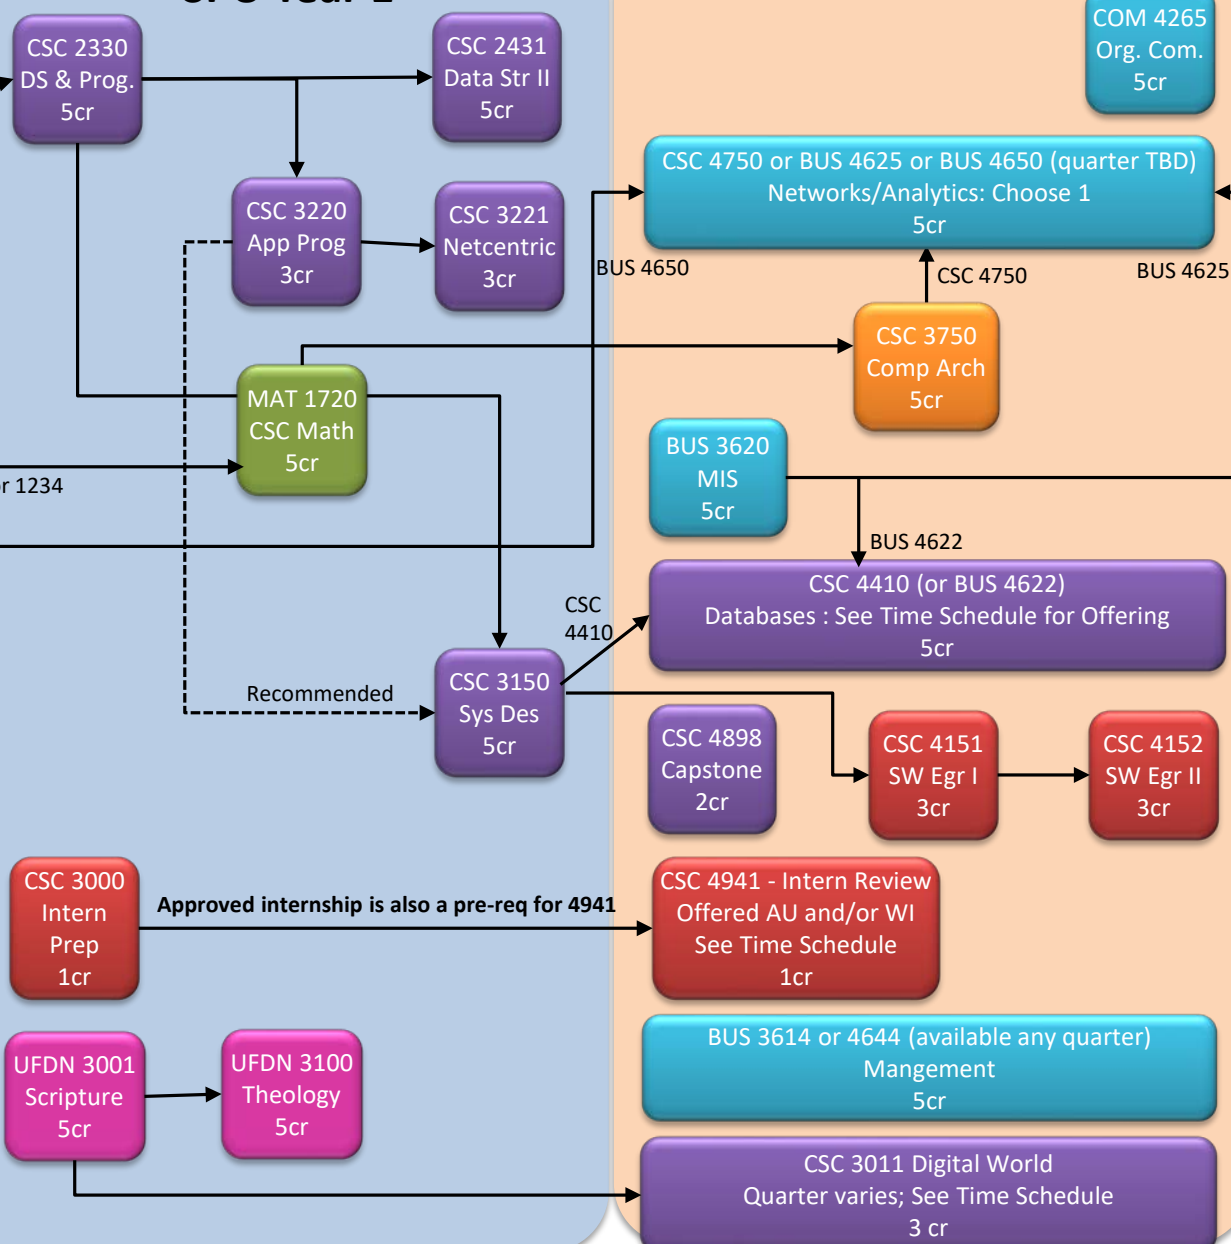 CSC 2330
DS & Prog.
5cr
CSC 2431
Data Str II
5cr
COM 4265
Org. Com.
5cr
CSC 4750 or BUS 4625 or BUS 4650 (quarter TBD)
Networks/Analytics: Choose 1
5cr
CSC 3220
App Prog
3cr
CSC 3221
Netcentric
3cr
BUS 4650
CSC 4750
BUS 4625
CSC 3750
Comp Arch
5cr
MAT 1720
CSC Math
5cr
1234
BUS 3620
MIS
5cr
BUS 4622
CSC 4410 (or BUS 4622)
Databases : See Time Schedule for Offering
5cr
CSC
4410
Recommended
CSC 3150
Sys Des
5cr
CSC 4898
Capstone
2cr
CSC 4151
SW Egr I
3cr
CSC 4152
SW Egr II
3cr
CSC 3000
Intern
Prep
1cr
Approved internship is also a pre-req for 4941
CSC 4941 - Intern Review
Offered AU and/or WI
See Time Schedule
1cr
UFDN 3001
Scripture
5cr
UFDN 3100
Theology
5cr
BUS 3614 or 4644 (available any quarter)
Mangement
5cr
CSC 3011 Digital World
Quarter varies; See Time Schedule
3 cr